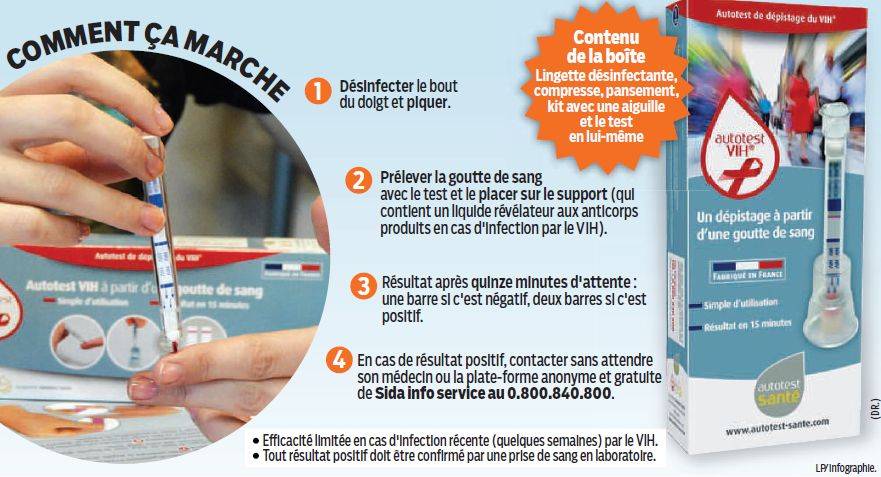 COMMENT ÇA MARCHE
1 Désinfecter le bout
du doigt et piquer.
2 Prélever la goutte de sang
avec le test et le placer sur le support (qui
contient un liquide révélateur aux anticorps
produits en cas d'infection par le VIH).
3 Résultat après quinze minutes d'attente :
une barre si c'est négatif, deux barres si c'est
positif.
4 En cas de résultat positif, contacter sans attendre
son médecin ou la plate-forme anonyme et gratuite
de Sida info service au 0.800.840.800.
• Efficacité limitée en cas d'infection récente (quelques semaines) par le VIH.
• Tout résultat positif doit être confirmé par une prise de sang en laboratoire.
Contenu
de la boîte
Lingette désinfectante,
compresse, pansement,
kit avec une aiguille
et le test
en lui-même
Autotest de dépistage du VIH*
autotest
VIH®
Un dépistage à partir
d'une goutte de sang
FABRIQUÉ EN FRANCE
Simple d'utilisation
Résultat en 15 minutes
autotest
santé
www.autotest-sante.com
Autotest de dép du VIH*
Autotest VIH à partir d'u goutte de sang
Simple d'utilisation
tat en 15 minutes
(DR.)
LP/Infographie.